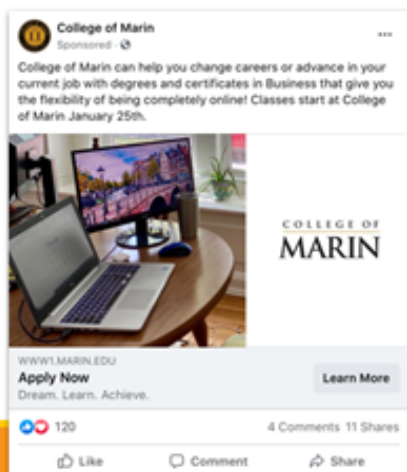 College of Marin
Sponsored ·
College of Marin can help you change careers or advance in your
current job with degrees and certificates in Business that give you
the flexibility of being completely online! Classes start at College
of Marin January 25th.
COLLEGE OF
MARIN
WWW1.MARIN.EDU
Apply Now
Learn More
Dream. Learn. Achieve.
120
4 Comments 11 Shares
Like Comment Share